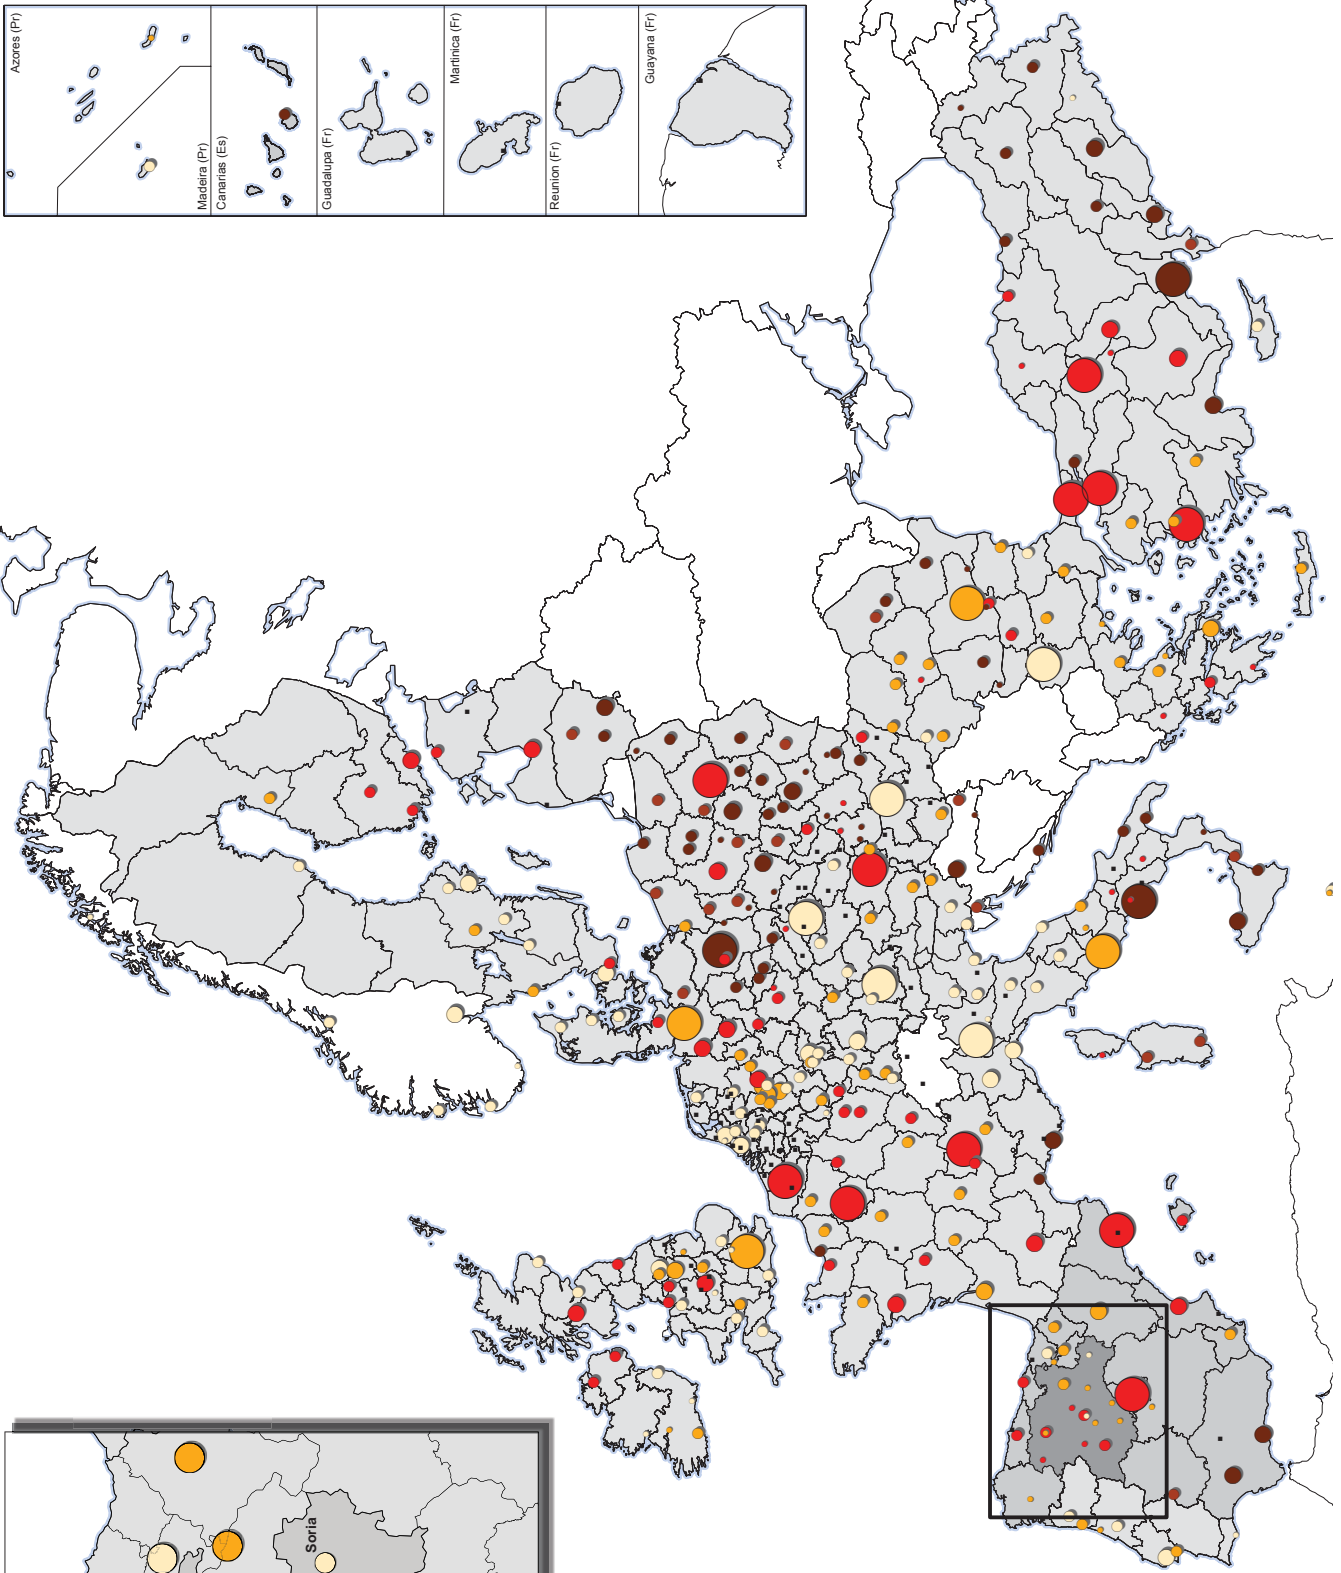 Azores (Pr)
Madeira (Pr)
Canarias (Es)
Guadalupa (Fr)
Martinica (Fr)
Reunion (Fr)
Guayana (Fr)
Soria